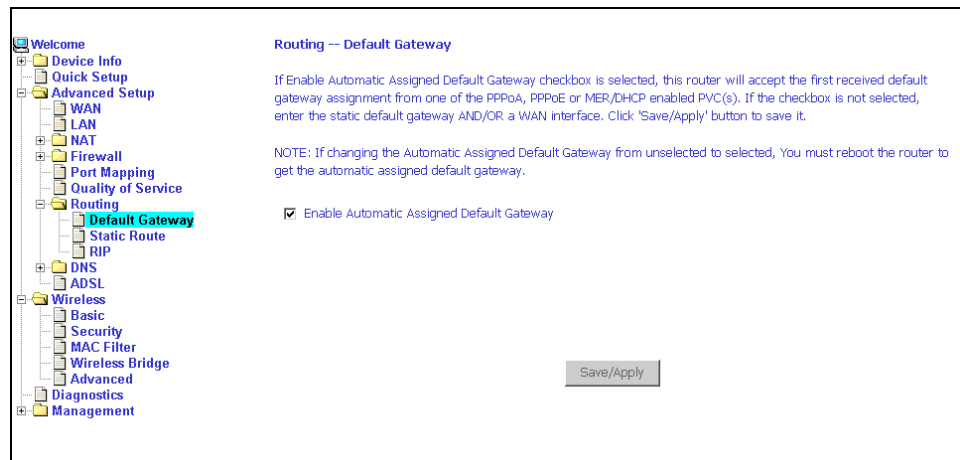 Welcome
Device Info
Quick Setup
Advanced Setup
WAN
LAN
NAT
Firewall
Port Mapping
Quality of Service
Routing
Default Gateway
Static Route
RIP
DNS
ADSL
Wireless
Basic
Security
MAC Filter
Wireless Bridge
Advanced
Diagnostics
Management
Routing -- Default Gateway
If Enable Automatic Assigned Default Gateway checkbox is selected, this router will accept the first received default
gateway assignment from one of the PPPoA, PPPoE or MER/DHCP enabled PVC(s). If the checkbox is not selected,
enter the static default gateway AND/OR a WAN interface. Click 'Save/Apply' button to save it.
NOTE: If changing the Automatic Assigned Default Gateway from unselected to selected, You must reboot the router to
get the automatic assigned default gateway.
Enable Automatic Assigned Default Gateway
Save/Apply